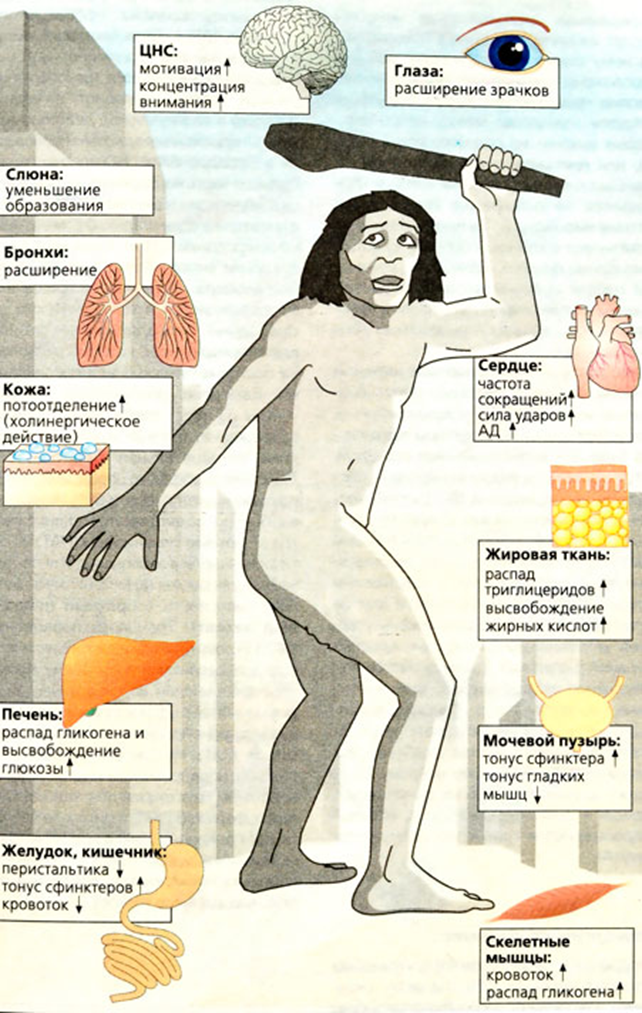 ЦНС:
мотивация↑
концентрация
внимания↑
Глаза:
расширение зрачков
Слюна:
уменьшение
образования
Бронхи:
расширение
Кожа:
потоотделение↑
(холинергическое
действие)
Сердце:
частота
сокращений↑
сила ударов↑
АД ↑
Жировая ткань:
распад
триглицеридов ↑
высвобождение
жирных кислот↑
Печень:
распад гликогена и
высвобождение
глюкозы↑
Мочевой пузырь:
тонус сфинктера ↑
тонус гладких
мышц ↓
Желудок, кишечник:
перистальтика ↓
тонус сфинктеров ↑
кровоток ↓
Скелетные
мышцы:
кровоток ↑
распад гликогена↑